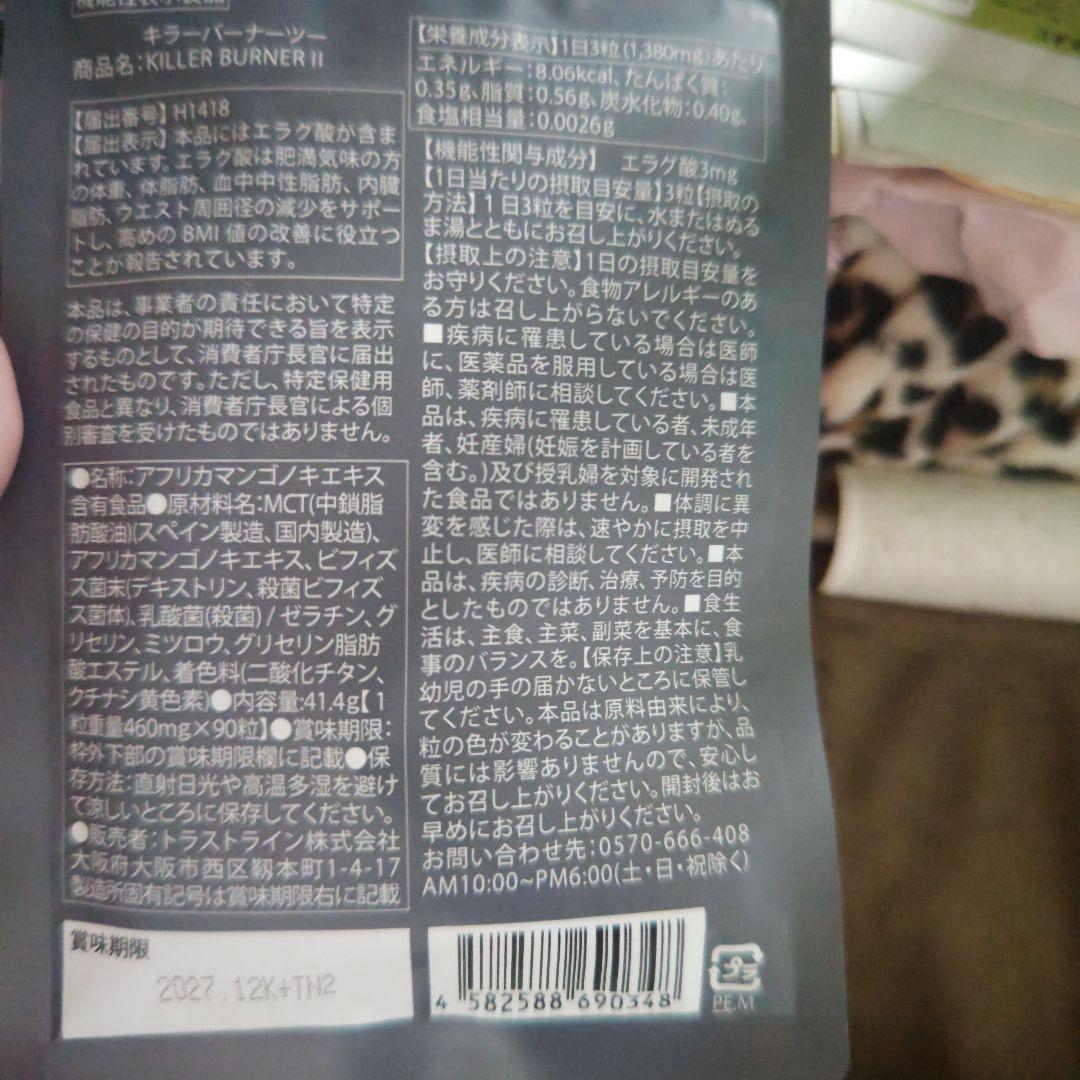 機能性表示食品
キラーバーナーツー
商品名:KILLER BURNER II
【届出番号】H1418
【届出表示】本品にはエラグ酸が含ま
れています。エラグ酸は肥満気味の方
の体重、体脂肪、血中中性脂肪、内臓
脂肪、ウエスト周囲径の減少をサポー
トし、高めの BMI 値の改善に役立つ
ことが報告されています。
本品は、事業者の責任において特定
の保健の目的が期待できる旨を表示
するものとして、消費者庁長官に届出
されたものです。ただし、特定保健用
食品と異なり、消費者庁長官による個
別審査を受けたものではありません。
●名称:アフリカマンゴノキエキス
含有食品●原材料名:MCT(中鎖脂
肪酸油)(スペイン製造、国内製造)、
アフリカマンゴノキエキス、ビフィズ
ス菌末(デキストリン、殺菌ビフィズ
ス菌体)、乳酸菌(殺菌) / ゼラチン、グ
リセリン、ミツロウ、グリセリン脂肪
酸エステル、着色料(二酸化チタン、
クチナシ黄色素)●内容量:41.4g【1
粒重量460mg×90粒】●賞味期限:
枠外下部の賞味期限欄に記載●保
存方法:直射日光や高温多湿を避け
て涼しいところに保存してください。
●販売者:トラストライン株式会社
大阪府大阪市西区靱本町1-4-17
製造所固有記号は賞味期限右に記載
賞味期限
2027.12K+TN2
【栄養成分表示】1日3粒(1,380mg)あたり
エネルギー:8.06kcal、たんぱく質:
0.35g、脂質:0.56g、炭水化物:0.40g、
食塩相当量:0.0026g
【機能性関与成分】 エラグ酸3mg
【1日当たりの摂取目安量】3粒【摂取の
方法】1日3粒を目安に、水またはぬる
ま湯とともにお召し上がりください。
【摂取上の注意】1日の摂取目安量を
お守りください。食物アレルギーのあ
る方は召し上がらないでください。
■疾病に罹患している場合は医師
に、医薬品を服用している場合は医
師、薬剤師に相談してください。■本
品は、疾病に罹患している者、未成年
者、妊産婦(妊娠を計画している者を
含む。)及び授乳婦を対象に開発され
た食品ではありません。■体調に異
変を感じた際は、速やかに摂取を中
止し、医師に相談してください。■本
品は、疾病の診断、治療、予防を目的
としたものではありません。■食生
活は、主食、主菜、副菜を基本に、食
事のバランスを。【保存上の注意】乳
幼児の手の届かないところに保管し
てください。本品は原料由来により、
粒の色が変わることがありますが、品
質には影響ありませんので、安心し
てお召し上がりください。開封後はお
早めにお召し上がりください。
お問い合わせ先:0570-666-408
AM10:00~PM6:00(土・日・祝除く)
4 582588 690348
プラ
PE,M